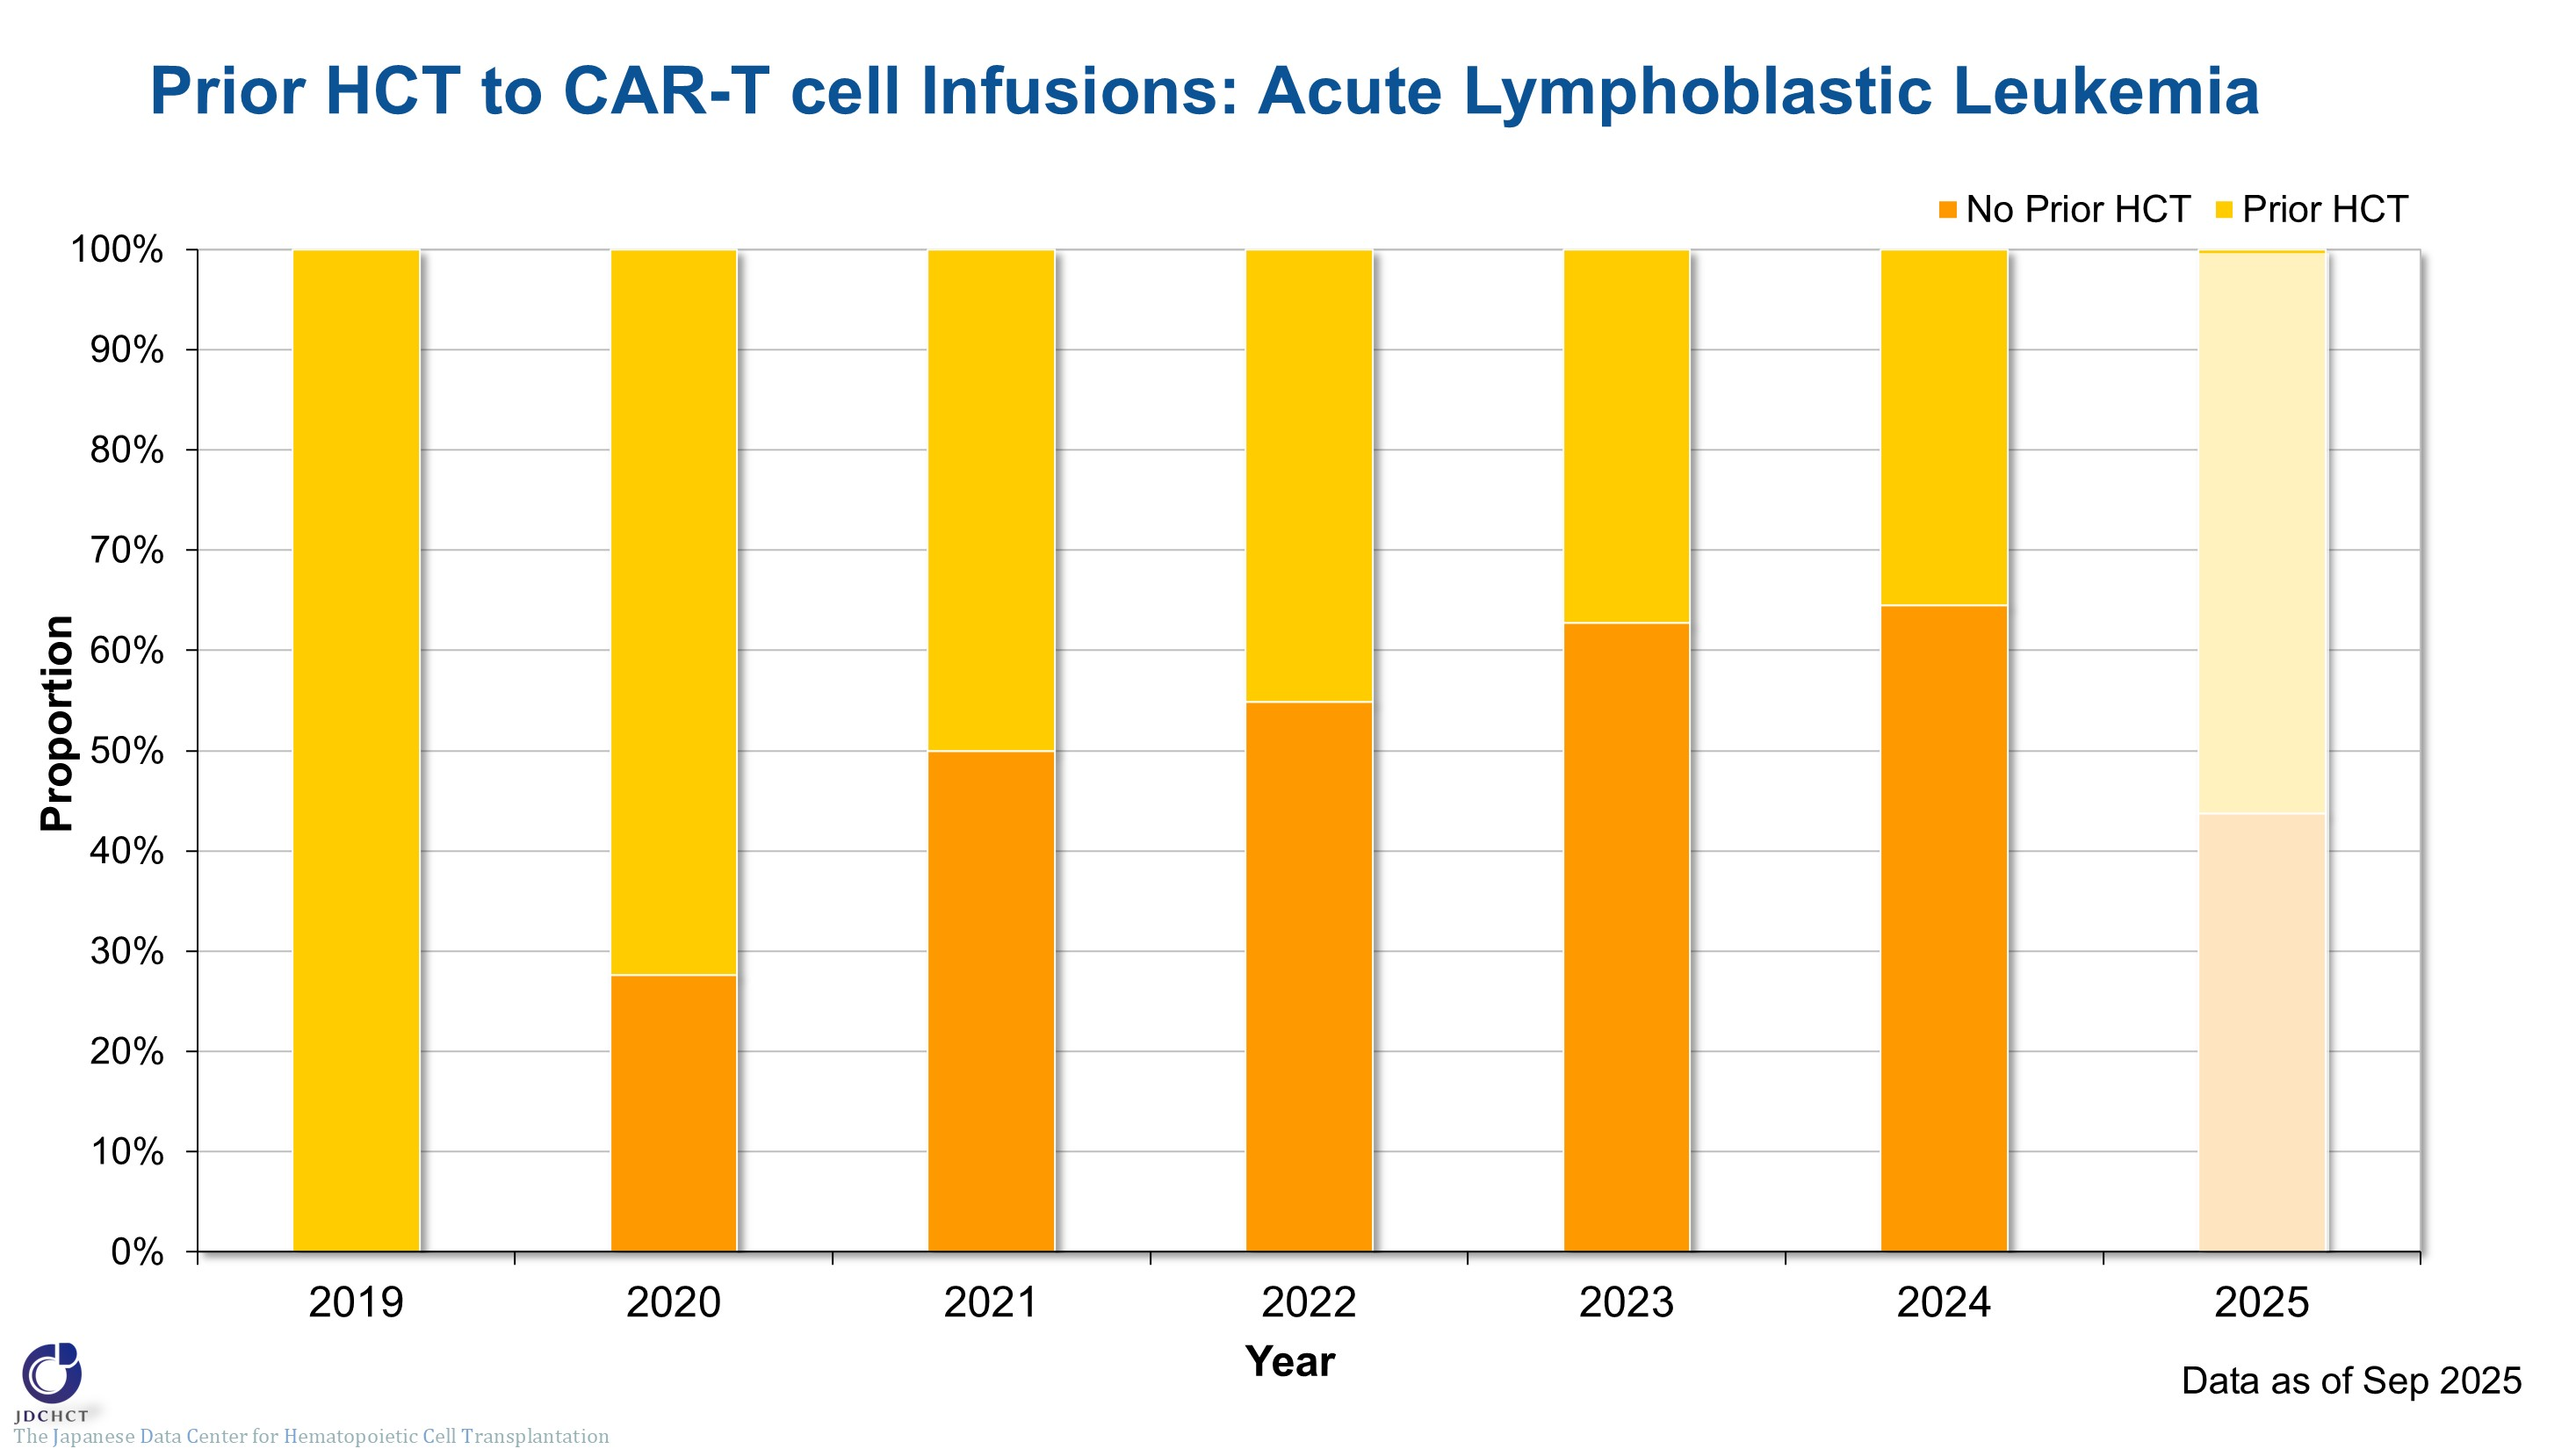 Prior HCT to CAR-T cell Infusions: Acute Lymphoblastic Leukemia
No Prior HCT Prior HCT
100%
90%
80%
70%
60%
50%
40%
30%
20%
10%
0%
Proportion
2019 2020 2021 2022 2023 2024 2025
Year
Data as of Sep 2025
JDCHCT
The Japanese Data Center for Hematopoietic Cell Transplantation